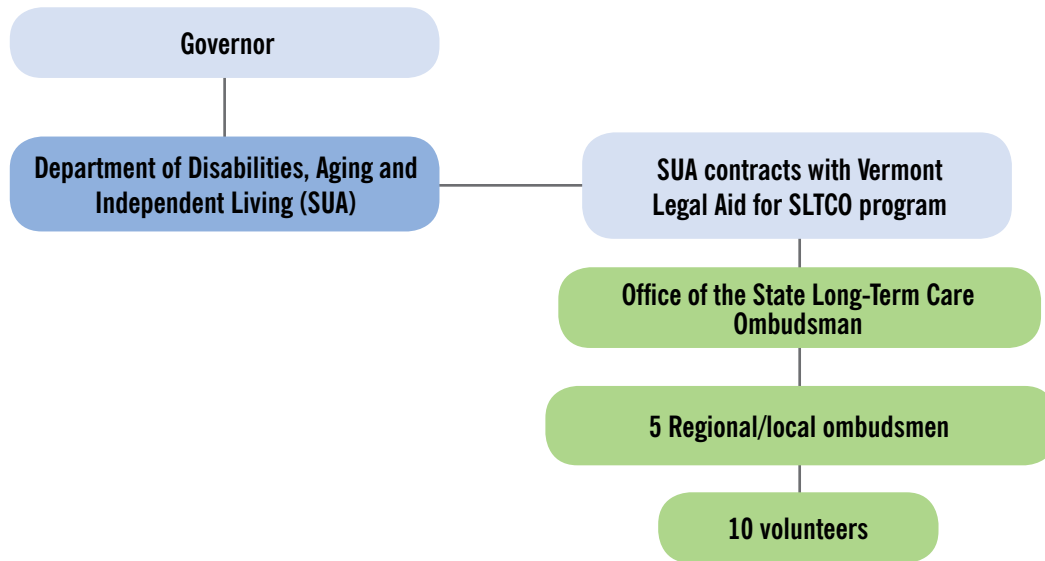 Governor
Department of Disabilities, Aging and
Independent Living (SUA)
SUA contracts with Vermont
Legal Aid for SLTCO program
Office of the State Long-Term Care
Ombudsman
5 Regional/local ombudsmen
10 volunteers